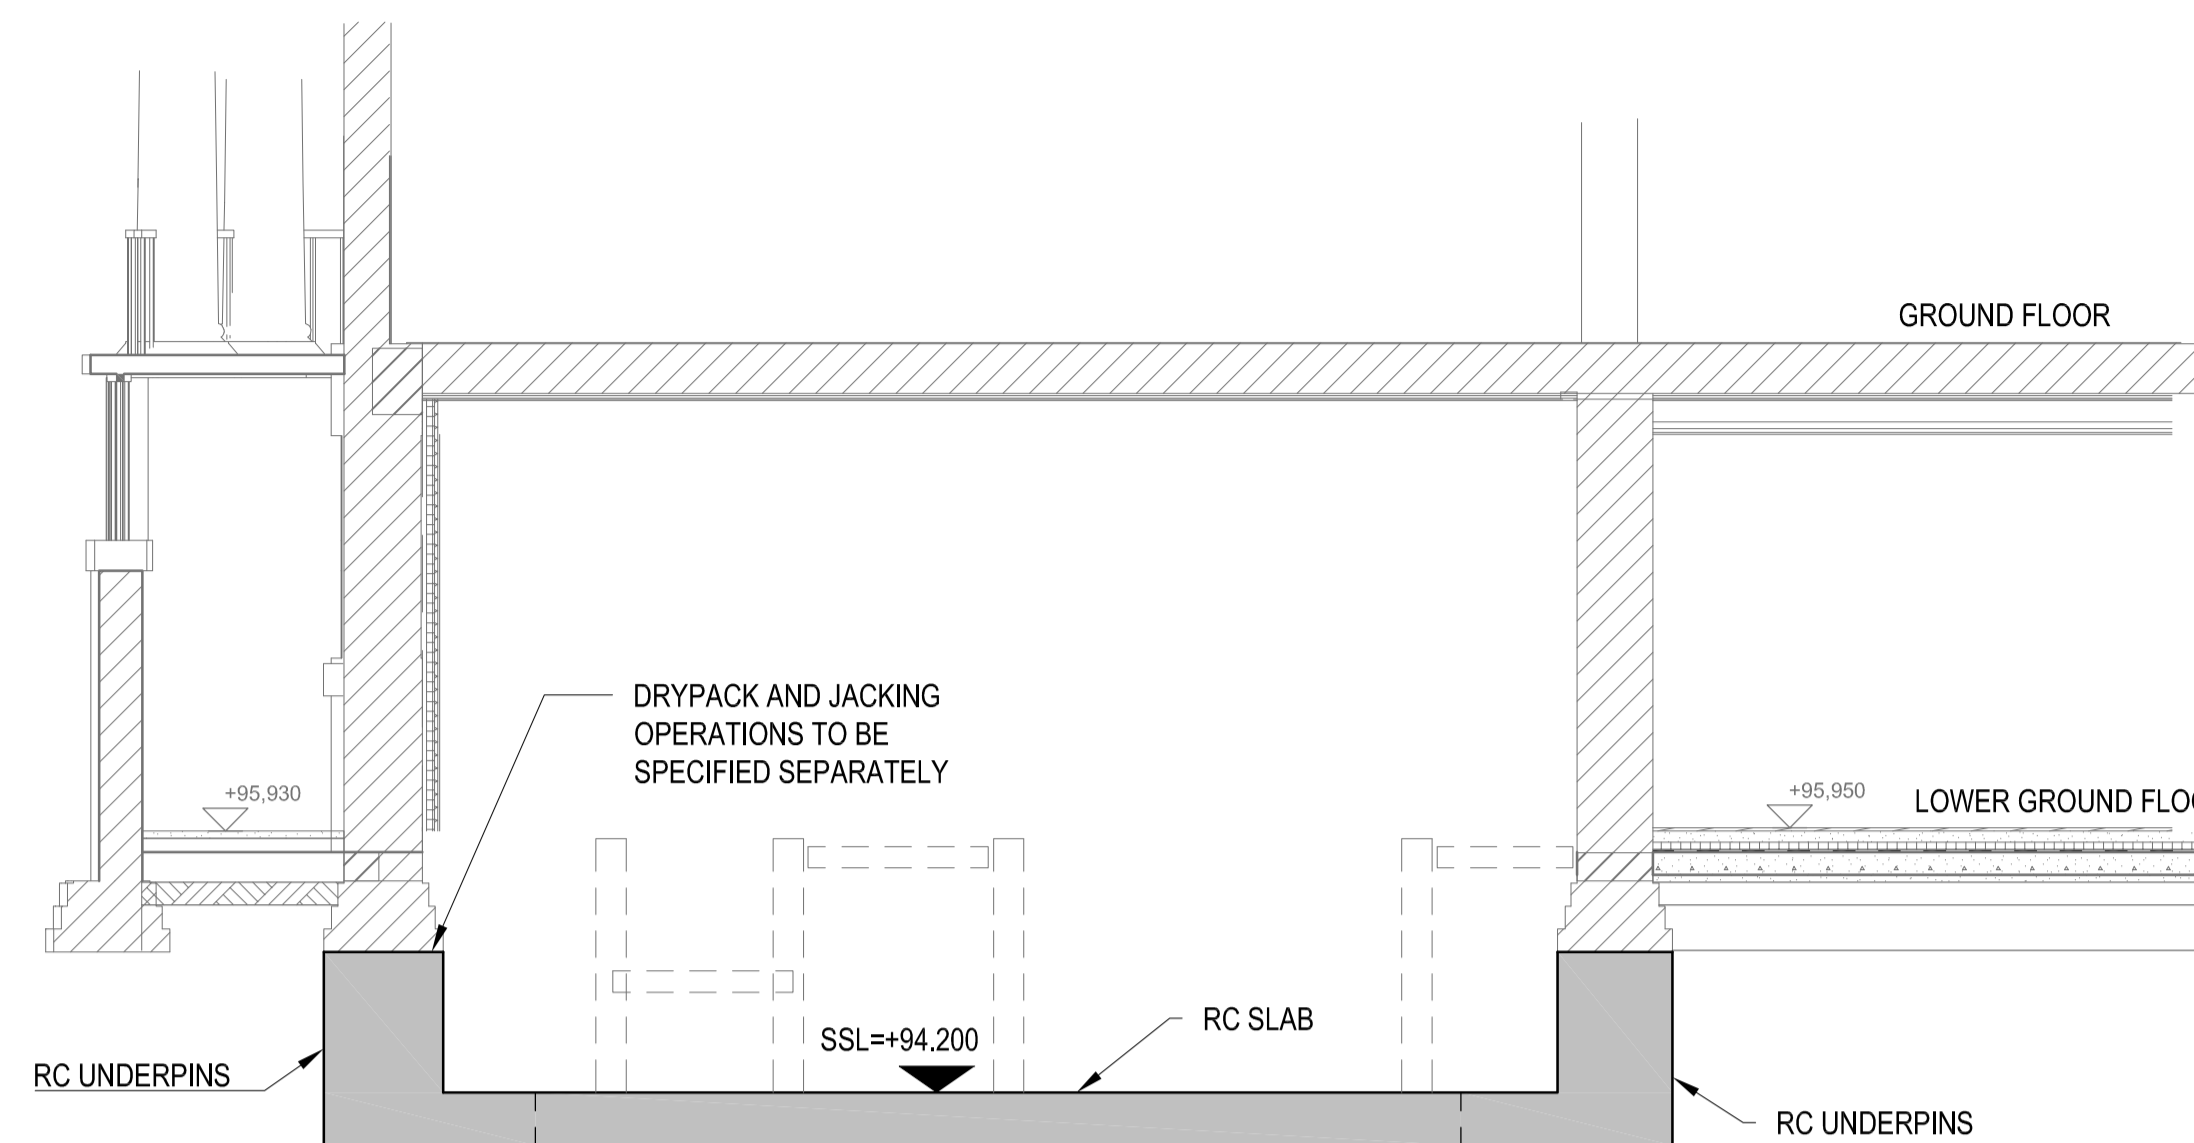 GROUND FLOOR
DRYPACK AND JACKING
OPERATIONS TO BE
SPECIFIED SEPARATELY
+95,930
+95,950
LOWER GROUND FLOO
SSL=+94.200
RC SLAB
RC UNDERPINS
RC UNDERPINS